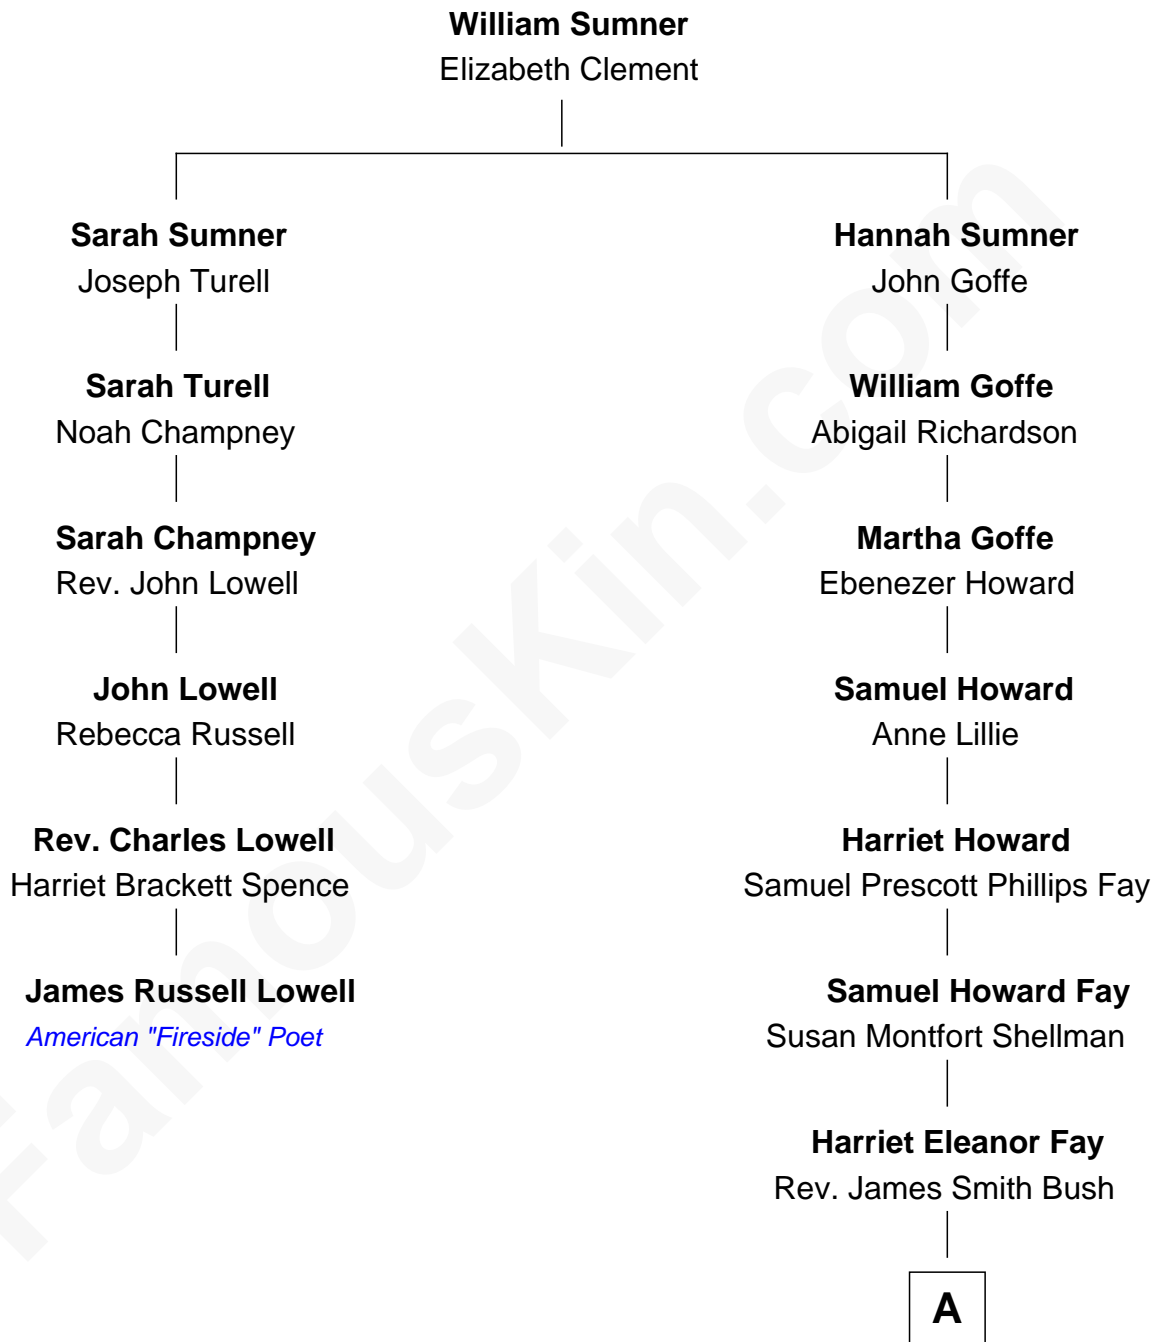 William Sumner
Elizabeth Clement
Sarah Sumner
Joseph Turell
Hannah Sumner
John Goffe
Sarah Turell
Noah Champney
William Goffe
Abigail Richardson
Sarah Champney
Rev. John Lowell
Martha Goffe
Ebenezer Howard
John Lowell
Rebecca Russell
Samuel Howard
Anne Lillie
Rev. Charles Lowell
Harriet Brackett Spence
Harriet Howard
Samuel Prescott Phillips Fay
James Russell Lowell
American "Fireside" Poet
Samuel Howard Fay
Susan Montfort Shellman
Harriet Eleanor Fay
Rev. James Smith Bush
A
FamousKin.com